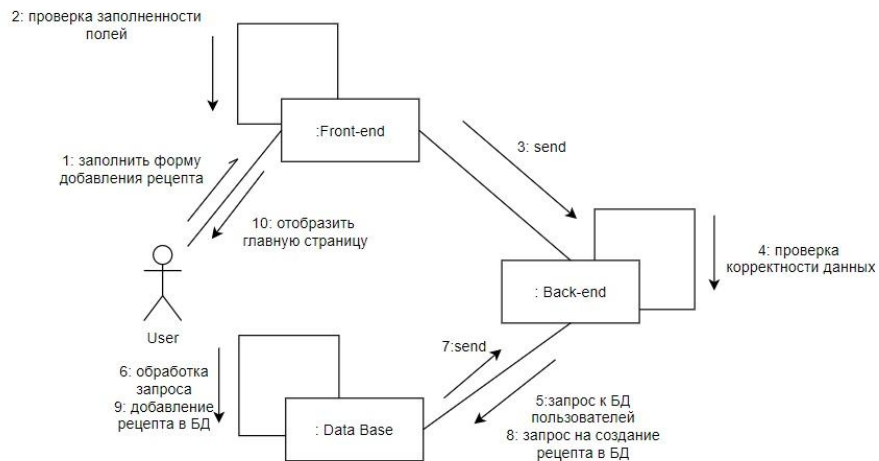 2: проверка заполненности
полей
:Front-end
3: send
1: заполнить форму
добавления рецепта
10: отобразить
главную страницу
4: проверка
корректности данных
: Back-end
User
7:send
6: обработка
запроса
9: добавление
рецепта в БД
: Data Base
5:запрос к БД
пользователей
8: запрос на создание
рецепта в БД